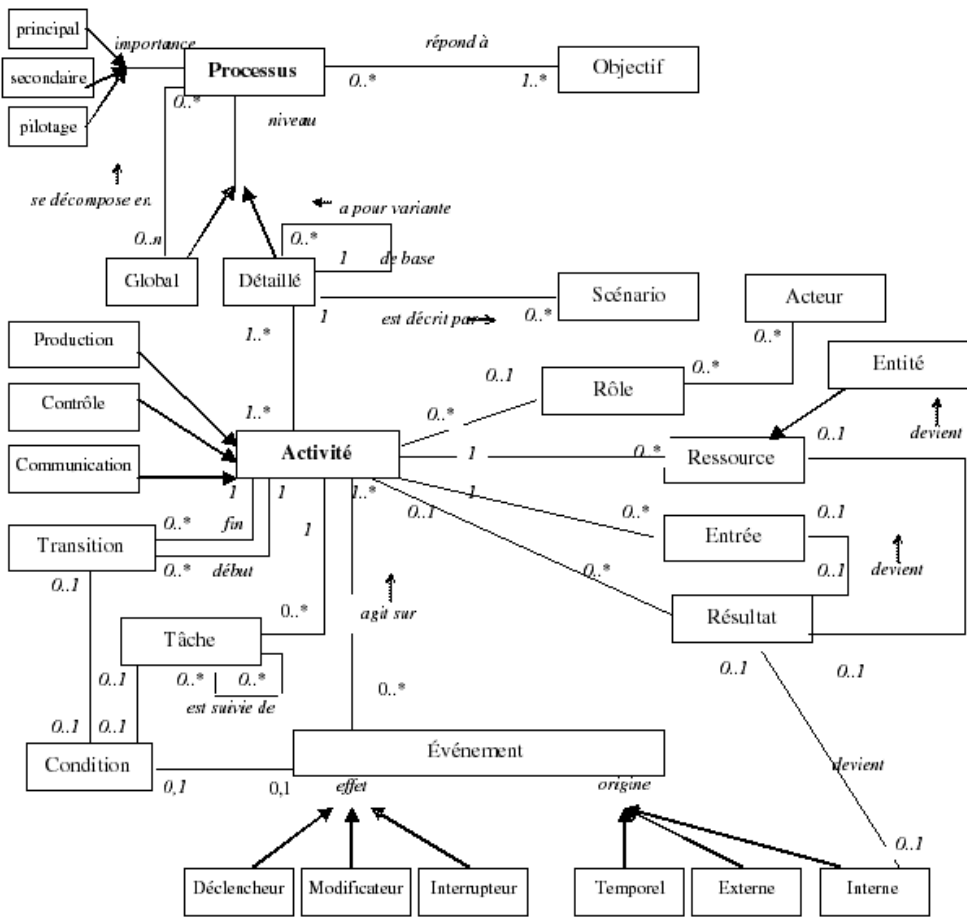 principal
importance
répond à
Processus
0..*
1..*
Objectif
secondaire
0..*
pilotage
niveau
se décompose en
a pour variante
0..n
0..*
1
de base
Global
Détaillé
Scénario
Acteur
1
est décrit par
0..*
1..*
0..*
Production
Entité
0..1
0..*
Rôle
Contrôle
1..*
0..*
0..1
devient
Activité
1
0..*
Ressource
Communication
1
1
1..*
1
0..1
0..*
0..1
0..*
fin
1
Entrée
Transition
0..*
début
0..*
0..1
devient
0..1
agit sur
Résultat
0..*
Tâche
0..1
0..*
0..*
0..1
0..1
0..*
est suivie de
0..1
0..1
Événement
Condition
devient
0,1
0,1
effet
origine
0..1
Déclencheur
Modificateur
Interrupteur
Temporel
Externe
Interne